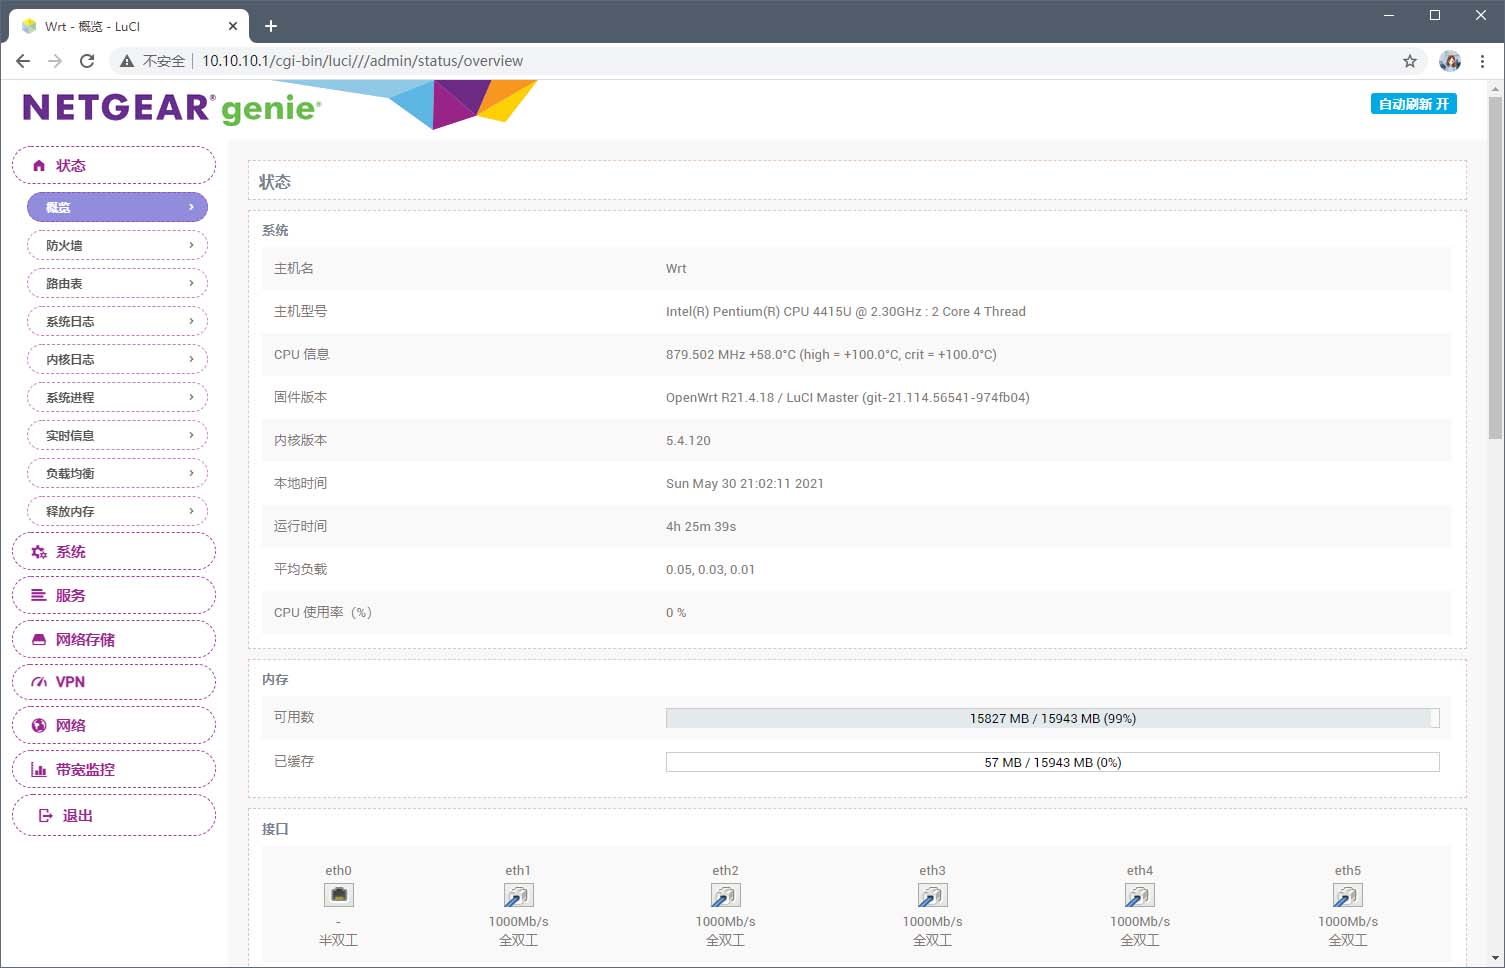 Wrt - 概览 - LuCI
不安全 10.10.10.1/cgi-bin/luci///admin/status/overview
NETGEAR® genie®
自动刷新 开
状态
概览
防火墙
路由表
系统日志
内核日志
系统进程
实时信息
负载均衡
释放内存
系统
服务
网络存储
VPN
网络
带宽监控
退出
状态
系统
主机名 Wrt
主机型号 Intel(R) Pentium(R) CPU 4415U @ 2.30GHz : 2 Core 4 Thread
CPU 信息 879.502 MHz +58.0°C (high = +100.0°C, crit = +100.0°C)
固件版本 OpenWrt R21.4.18 / LuCI Master (git-21.114.56541-974fb04)
内核版本 5.4.120
本地时间 Sun May 30 21:02:11 2021
运行时间 4h 25m 39s
平均负载 0.05, 0.03, 0.01
CPU 使用率（%） 0 %
内存
可用数 15827 MB / 15943 MB (99%)
已缓存 57 MB / 15943 MB (0%)
接口
eth0 eth1 eth2 eth3 eth4 eth5
- 1000Mb/s 1000Mb/s 1000Mb/s 1000Mb/s 1000Mb/s
半双工 全双工 全双工 全双工 全双工 全双工